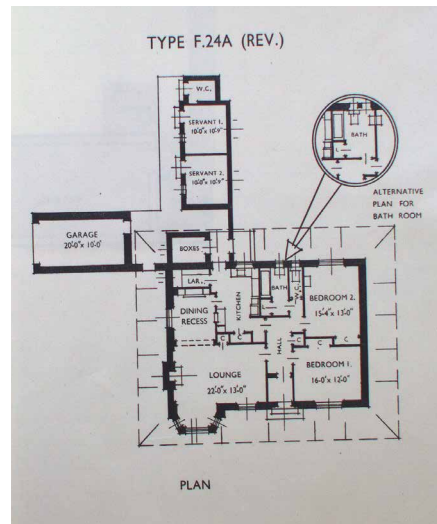 TYPE F.24A (REV.)
W.C.
SERVANT 1.
10'-0" x 10'-9"
SERVANT 2.
10'-0" x 10'-9"
BATH
L
ALTERNATIVE
PLAN FOR
BATH ROOM
GARAGE
20'-0" x 10'-0"
BOXES
LAR.
KITCHEN
BATH
W.C.
L
DINING
RECESS
BEDROOM 2.
15'-4" x 13'-0"
C
C
HALL
C
C
C
LOUNGE
22'-0" x 13'-0"
BEDROOM 1.
16'-0" x 12'-0"
PLAN